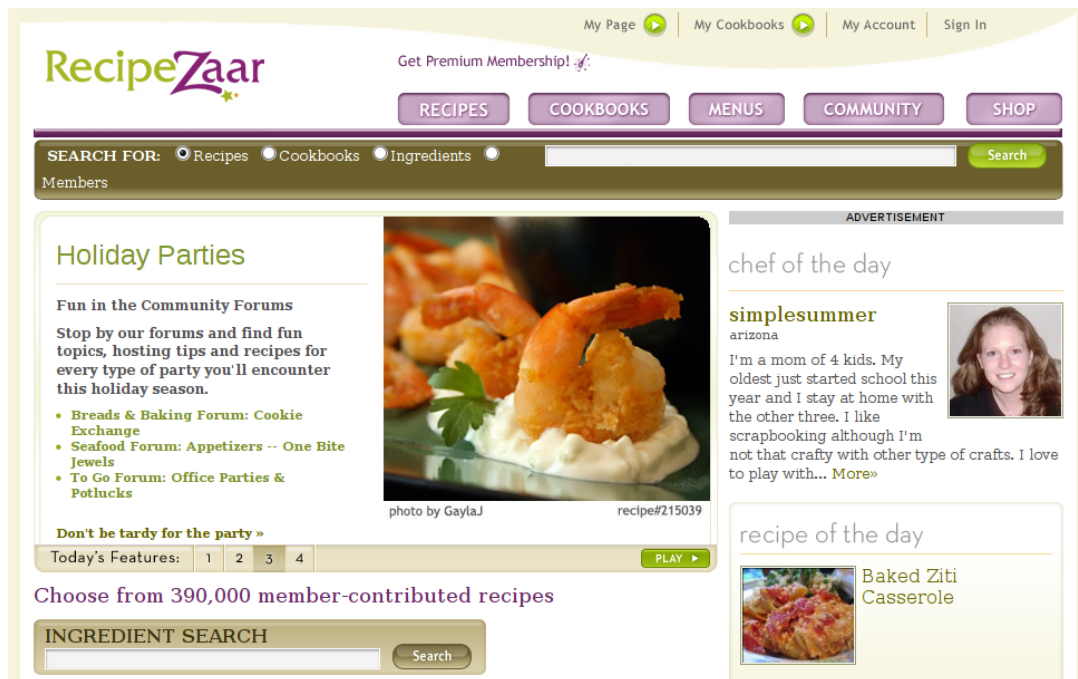 My Page
My Cookbooks
My Account
Sign In
RecipeZaar
Get Premium Membership!
RECIPES
COOKBOOKS
MENUS
COMMUNITY
SHOP
SEARCH FOR: Recipes Cookbooks Ingredients
Members
Search
Holiday Parties
Fun in the Community Forums
Stop by our forums and find fun
topics, hosting tips and recipes for
every type of party you'll encounter
this holiday season.
• Breads & Baking Forum: Cookie
Exchange
• Seafood Forum: Appetizers -- One Bite
Jewels
• To Go Forum: Office Parties &
Potlucks
Don't be tardy for the party »
photo by GaylaJ
recipe#215039
Today's Features: 1 2 3 4
PLAY
Choose from 390,000 member-contributed recipes
INGREDIENT SEARCH
Search
ADVERTISEMENT
chef of the day
simplesummer
arizona
I'm a mom of 4 kids. My
oldest just started school this
year and I stay at home with
the other three. I like
scrapbooking although I'm
not that crafty with other type of crafts. I love
to play with... More»
recipe of the day
Baked Ziti
Casserole